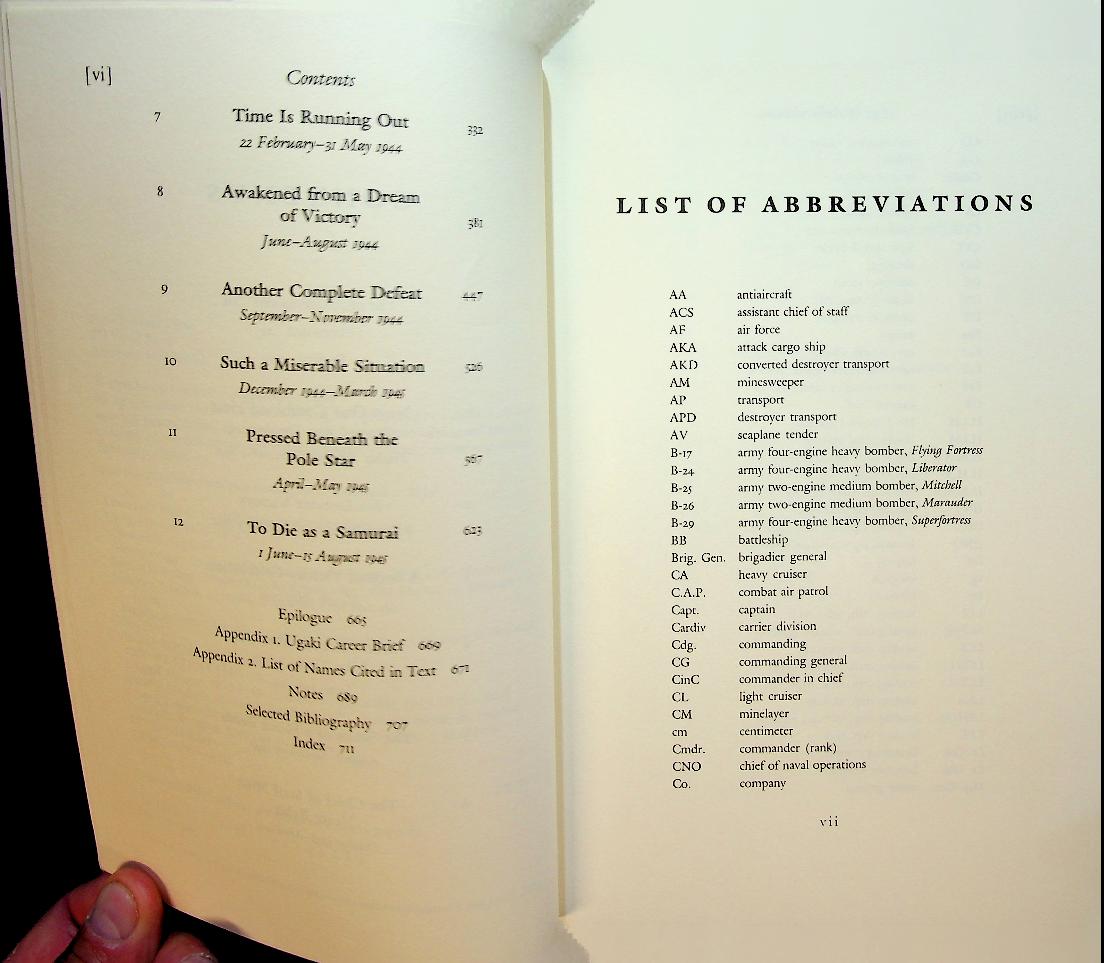 [vi]
Contents
7 Time Is Running Out 332
22 February–31 May 1944
8 Awakened from a Dream
of Victory 381
June–August 1944
9 Another Complete Defeat 447
September–November 1944
10 Such a Miserable Situation 526
December 1944–March 1945
11 Pressed Beneath the
Pole Star 567
April–May 1945
12 To Die as a Samurai 623
1 June–15 August 1945
Epilogue 665
Appendix 1. Ugaki Career Brief 669
Appendix 2. List of Names Cited in Text 671
Notes 689
Selected Bibliography 707
Index 711
LIST OF ABBREVIATIONS
AA antiaircraft
ACS assistant chief of staff
AF air force
AKA attack cargo ship
AKD converted destroyer transport
AM minesweeper
AP transport
APD destroyer transport
AV seaplane tender
B-17 army four-engine heavy bomber, Flying Fortress
B-24 army four-engine heavy bomber, Liberator
B-25 army two-engine medium bomber, Mitchell
B-26 army two-engine medium bomber, Marauder
B-29 army four-engine heavy bomber, Superfortress
BB battleship
Brig. Gen. brigadier general
CA heavy cruiser
C.A.P. combat air patrol
Capt. captain
Cardiv carrier division
Cdg. commanding
CG commanding general
CinC commander in chief
CL light cruiser
CM minelayer
cm centimeter
Cmdr. commander (rank)
CNO chief of naval operations
Co. company
vii